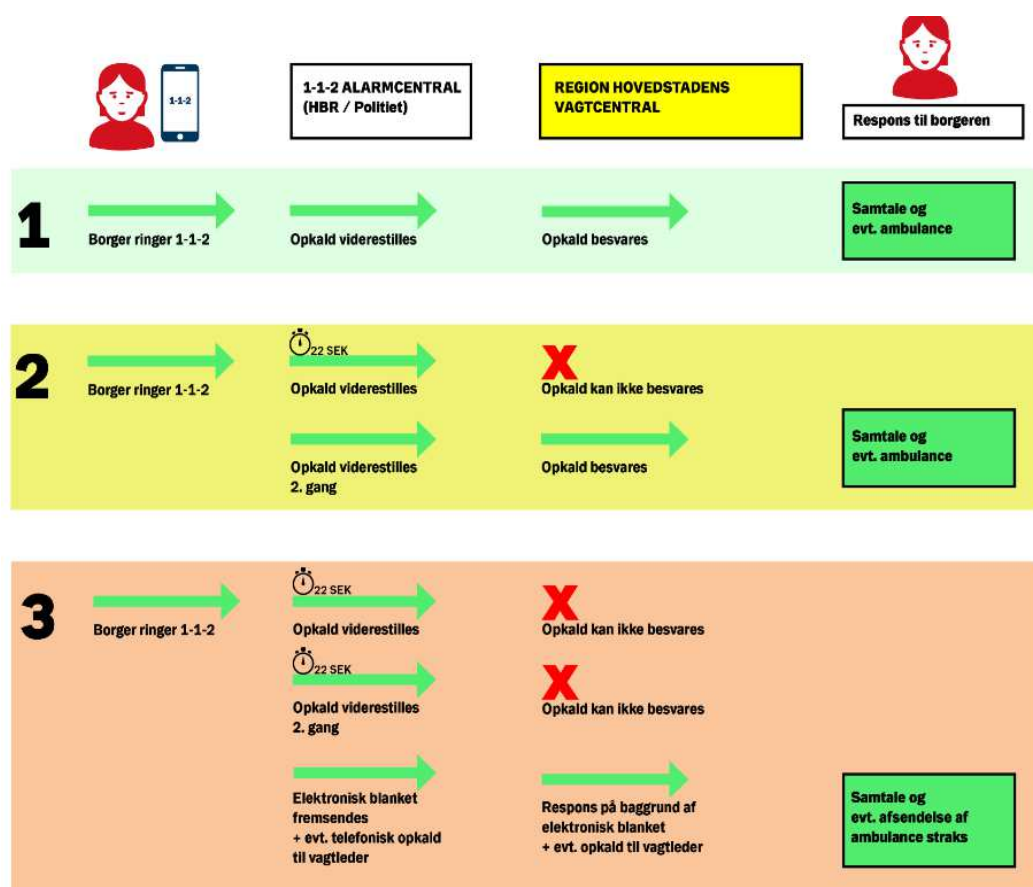 1-1-2
1-1-2 ALARMCENTRAL
(HBR / Politiet)
REGION HOVEDSTADENS
VAGTCENTRAL
Respons til borgeren
1
Borger ringer 1-1-2
Opkald viderestilles
Opkald besvares
Samtale og
evt. ambulance
2
Borger ringer 1-1-2
22 SEK
Opkald viderestilles
Opkald kan ikke besvares
Opkald viderestilles
2. gang
Opkald besvares
Samtale og
evt. ambulance
3
Borger ringer 1-1-2
22 SEK
Opkald viderestilles
Opkald kan ikke besvares
22 SEK
Opkald viderestilles
2. gang
Opkald kan ikke besvares
Elektronisk blanket
fremsendes
+ evt. telefonisk opkald
til vagtleder
Respons på baggrund af
elektronisk blanket
+ evt. opkald til vagtleder
Samtale og
evt. afsendelse af
ambulance straks